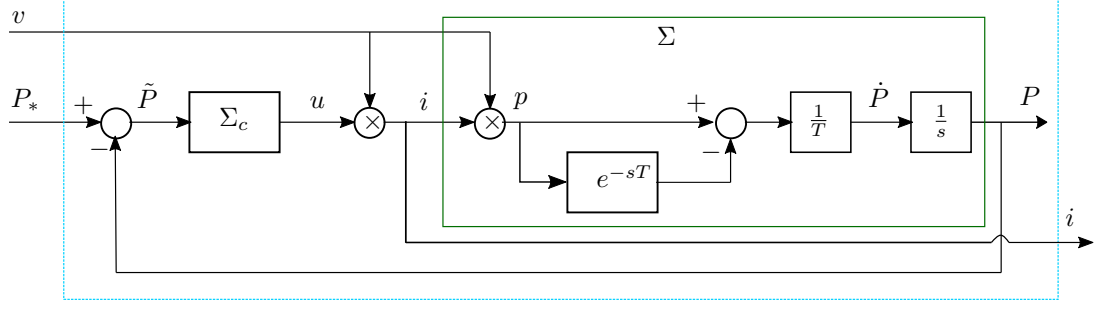 v
Σ
P_* + P̃ Σ_c u × i × p + 1/T Ṗ 1/s P
− −
e^{-sT}
i